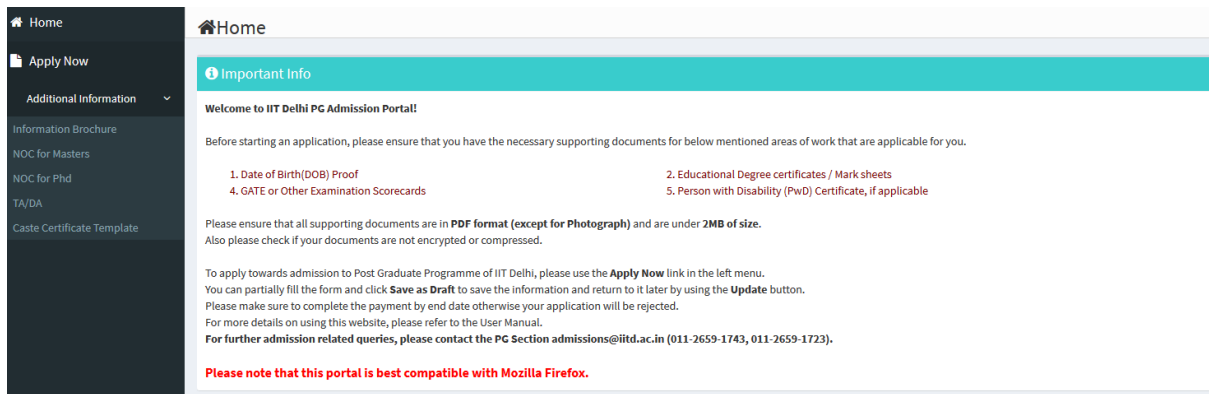 Home
Apply Now
Additional Information
Information Brochure
NOC for Masters
NOC for Phd
TA/DA
Caste Certificate Template
Home
Important Info
Welcome to IIT Delhi PG Admission Portal!
Before starting an application, please ensure that you have the necessary supporting documents for below mentioned areas of work that are applicable for you.
1. Date of Birth(DOB) Proof
2. Educational Degree certificates / Mark sheets
4. GATE or Other Examination Scorecards
5. Person with Disability (PwD) Certificate, if applicable
Please ensure that all supporting documents are in PDF format (except for Photograph) and are under 2MB of size.
Also please check if your documents are not encrypted or compressed.
To apply towards admission to Post Graduate Programme of IIT Delhi, please use the Apply Now link in the left menu.
You can partially fill the form and click Save as Draft to save the information and return to it later by using the Update button.
Please make sure to complete the payment by end date otherwise your application will be rejected.
For more details on using this website, please refer to the User Manual.
For further admission related queries, please contact the PG Section admissions@iitd.ac.in (011-2659-1743, 011-2659-1723).
Please note that this portal is best compatible with Mozilla Firefox.